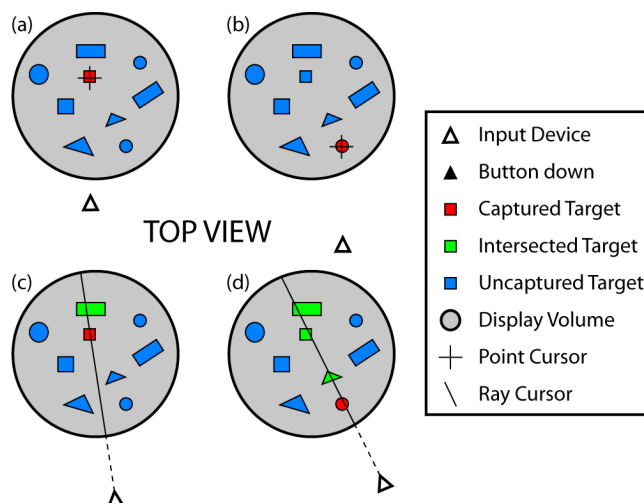 (a)
(b)
TOP VIEW
(c)
(d)
Input Device
Button down
Captured Target
Intersected Target
Uncaptured Target
Display Volume
Point Cursor
Ray Cursor